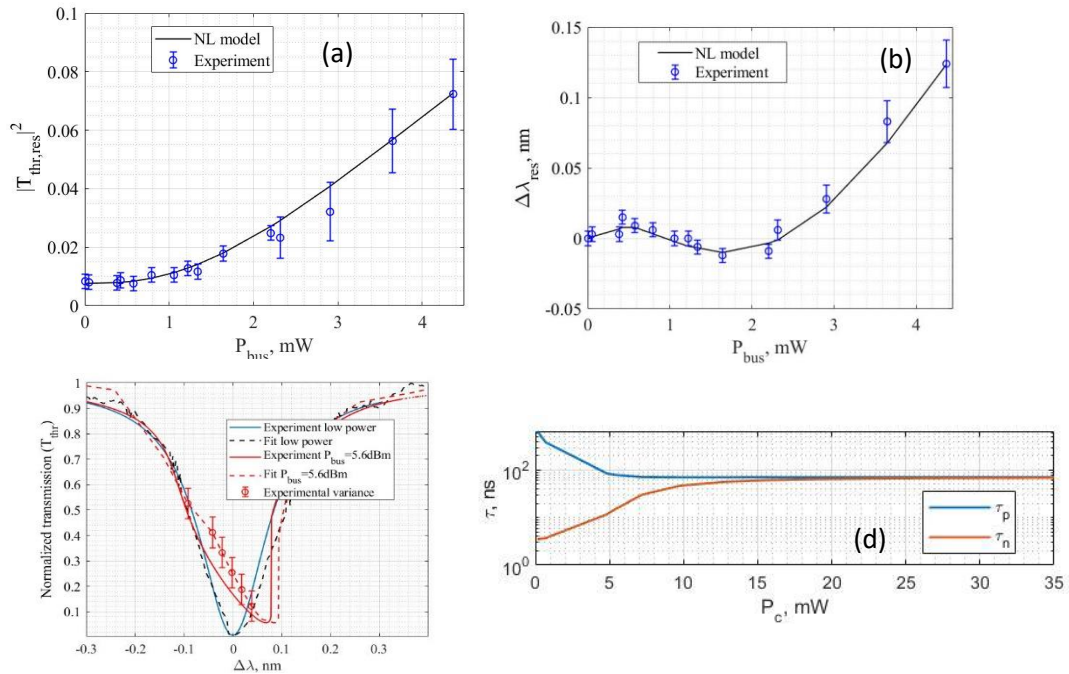 0.1
0.08
0.06
0.04
0.02
0
|T_thr,res|^2
NL model
Experiment
(a)
0 1 2 3 4
P_bus, mW
0.15
0.1
0.05
0
-0.05
Δλ_res, nm
NL model
Experiment
(b)
0 1 2 3 4
P_bus, mW
1
0.9
0.8
0.7
0.6
0.5
0.4
0.3
0.2
0.1
Normalized transmission (T_thr)
Experiment low power
Fit low power
Experiment P_bus=5.6dBm
Fit P_bus=5.6dBm
Experimental variance
-0.3 -0.2 -0.1 0 0.1 0.2 0.3
Δλ, nm
10^2
10^0
τ, ns
τ_p
τ_n
(d)
0 5 10 15 20 25 30 35
P_c, mW